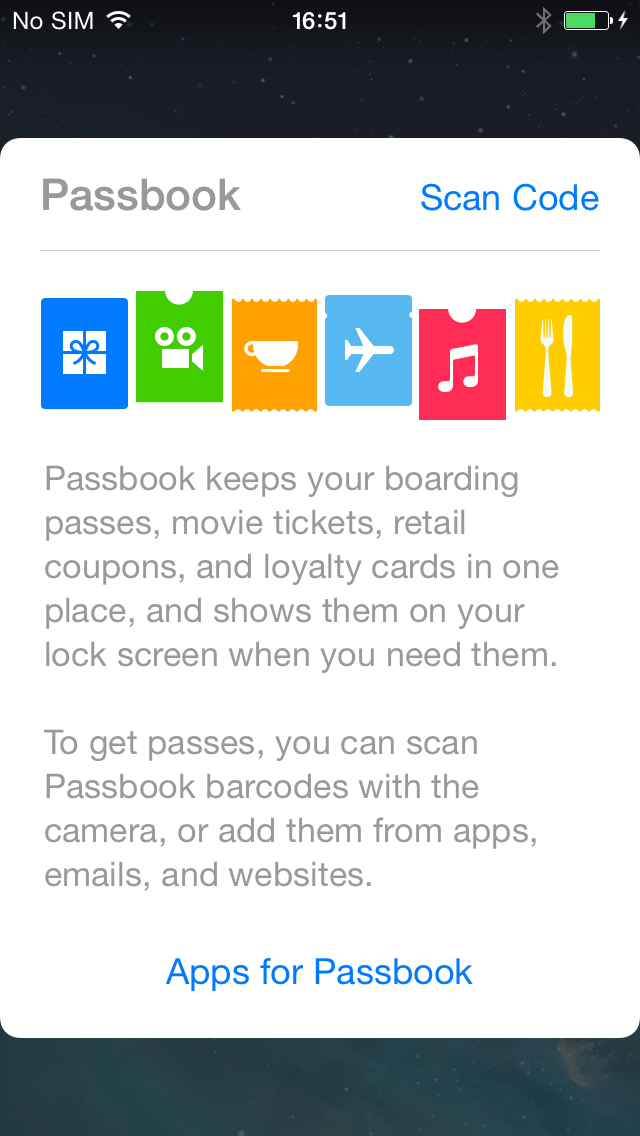 No SIM 16:51
Passbook Scan Code
Passbook keeps your boarding
passes, movie tickets, retail
coupons, and loyalty cards in one
place, and shows them on your
lock screen when you need them.
To get passes, you can scan
Passbook barcodes with the
camera, or add them from apps,
emails, and websites.
Apps for Passbook